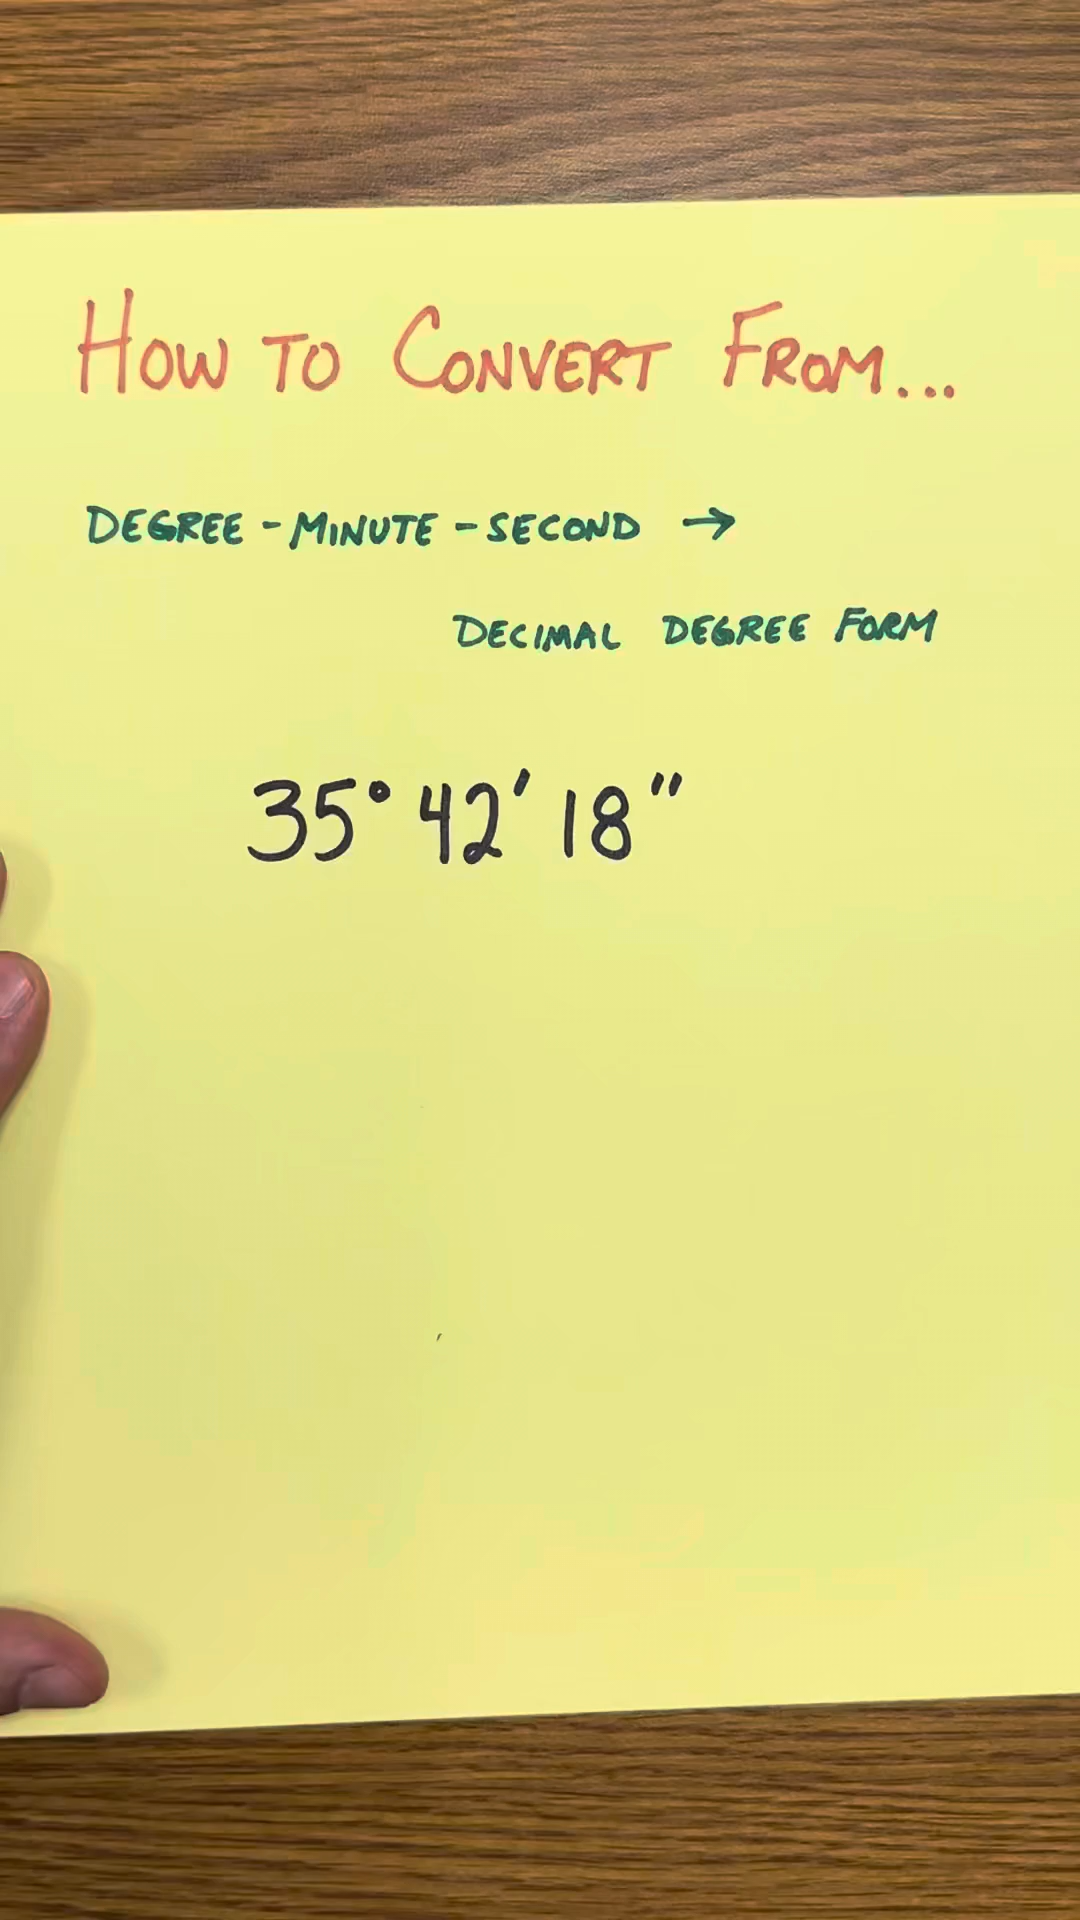 HOW TO CONVERT FROM...
DEGREE-MINUTE-SECOND →
DECIMAL DEGREE FORM
35° 42' 18"